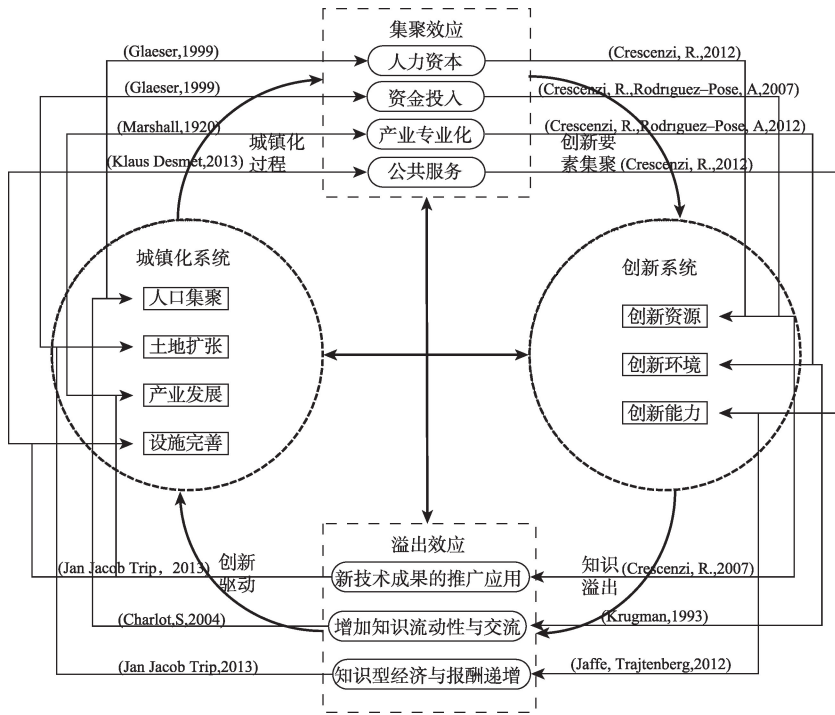 集聚效应
(Glaeser,1999)
人力资本
(Crescenzi, R.,2012)
(Glaeser,1999)
资金投入
(Crescenzi, R.,Rodrıguez–Pose, A,2007)
(Marshall,1920)
产业专业化
(Crescenzi, R.,Rodrıguez–Pose, A,2012)
城镇化
过程
创新要
素集聚
(Klaus Desmet,2013)
公共服务
(Crescenzi, R.,2012)
城镇化系统
人口集聚
土地扩张
产业发展
设施完善
创新系统
创新资源
创新环境
创新能力
溢出效应
创新
驱动
知识
溢出
(Jan Jacob Trip，2013)
新技术成果的推广应用
(Crescenzi, R.,2007)
(Charlot,S,2004)
增加知识流动性与交流
(Krugman,1993)
(Jan Jacob Trip,2013)
知识型经济与报酬递增
(Jaffe, Trajtenberg,2012)